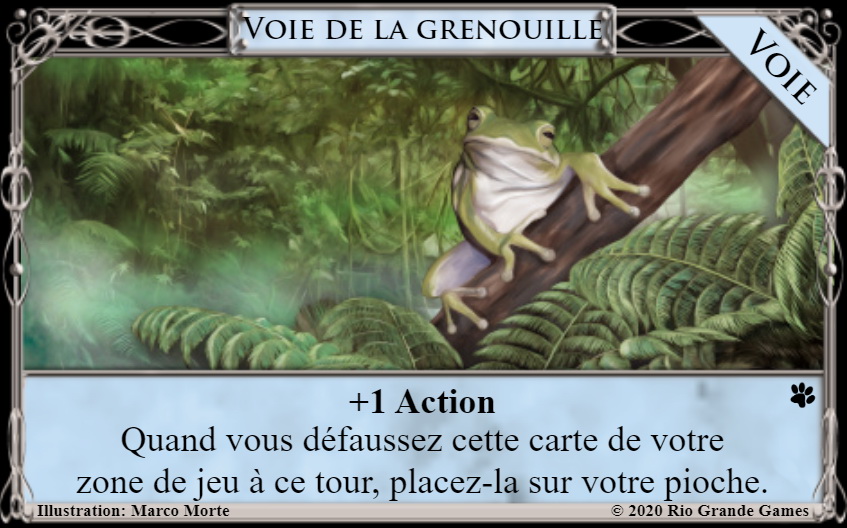 VOIE DE LA GRENOUILLE
VOIE
+1 Action
Quand vous défaussez cette carte de votre
zone de jeu à ce tour, placez-la sur votre pioche.
Illustration: Marco Morte
© 2020 Rio Grande Games